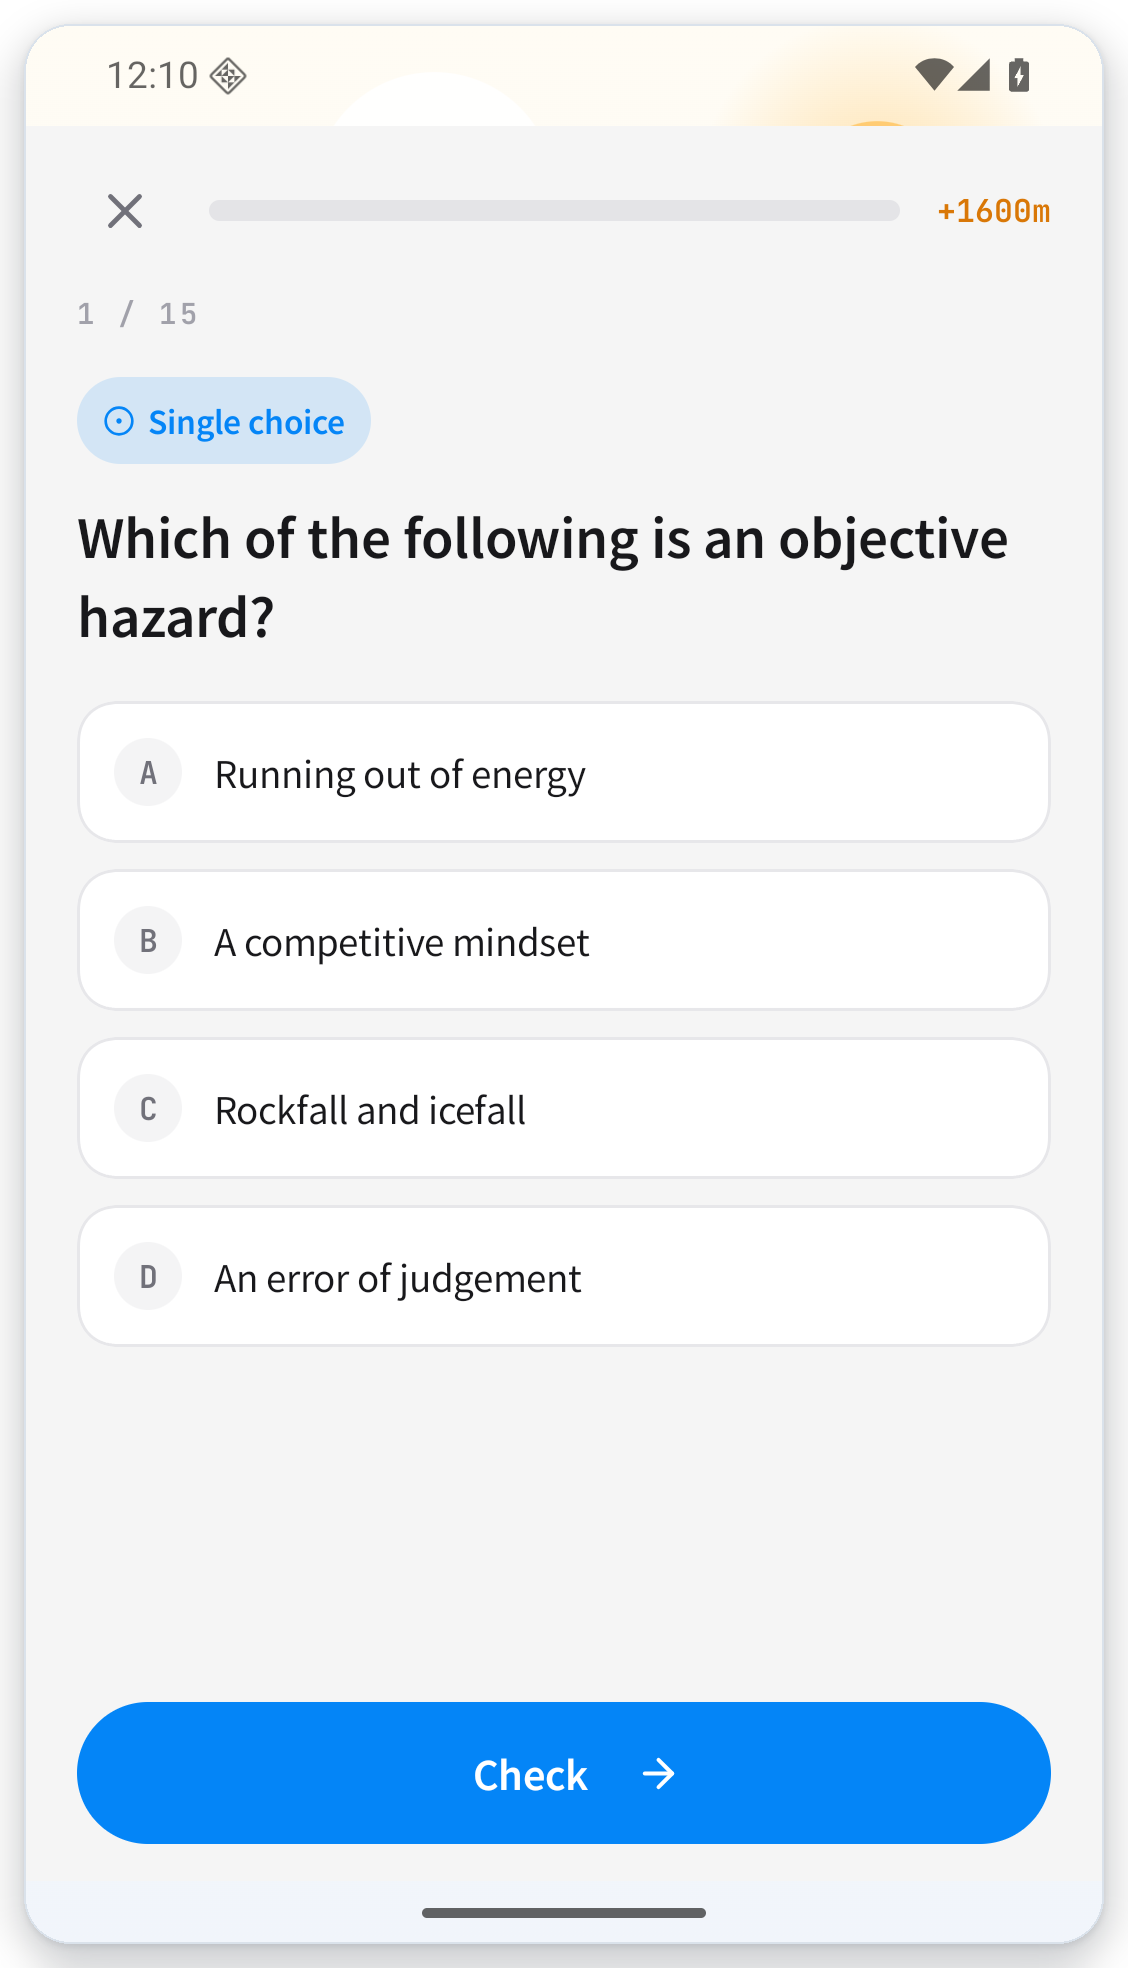 12:10
+1600m
1 / 15
Single choice
Which of the following is an objective
hazard?
A Running out of energy
B A competitive mindset
C Rockfall and icefall
D An error of judgement
Check